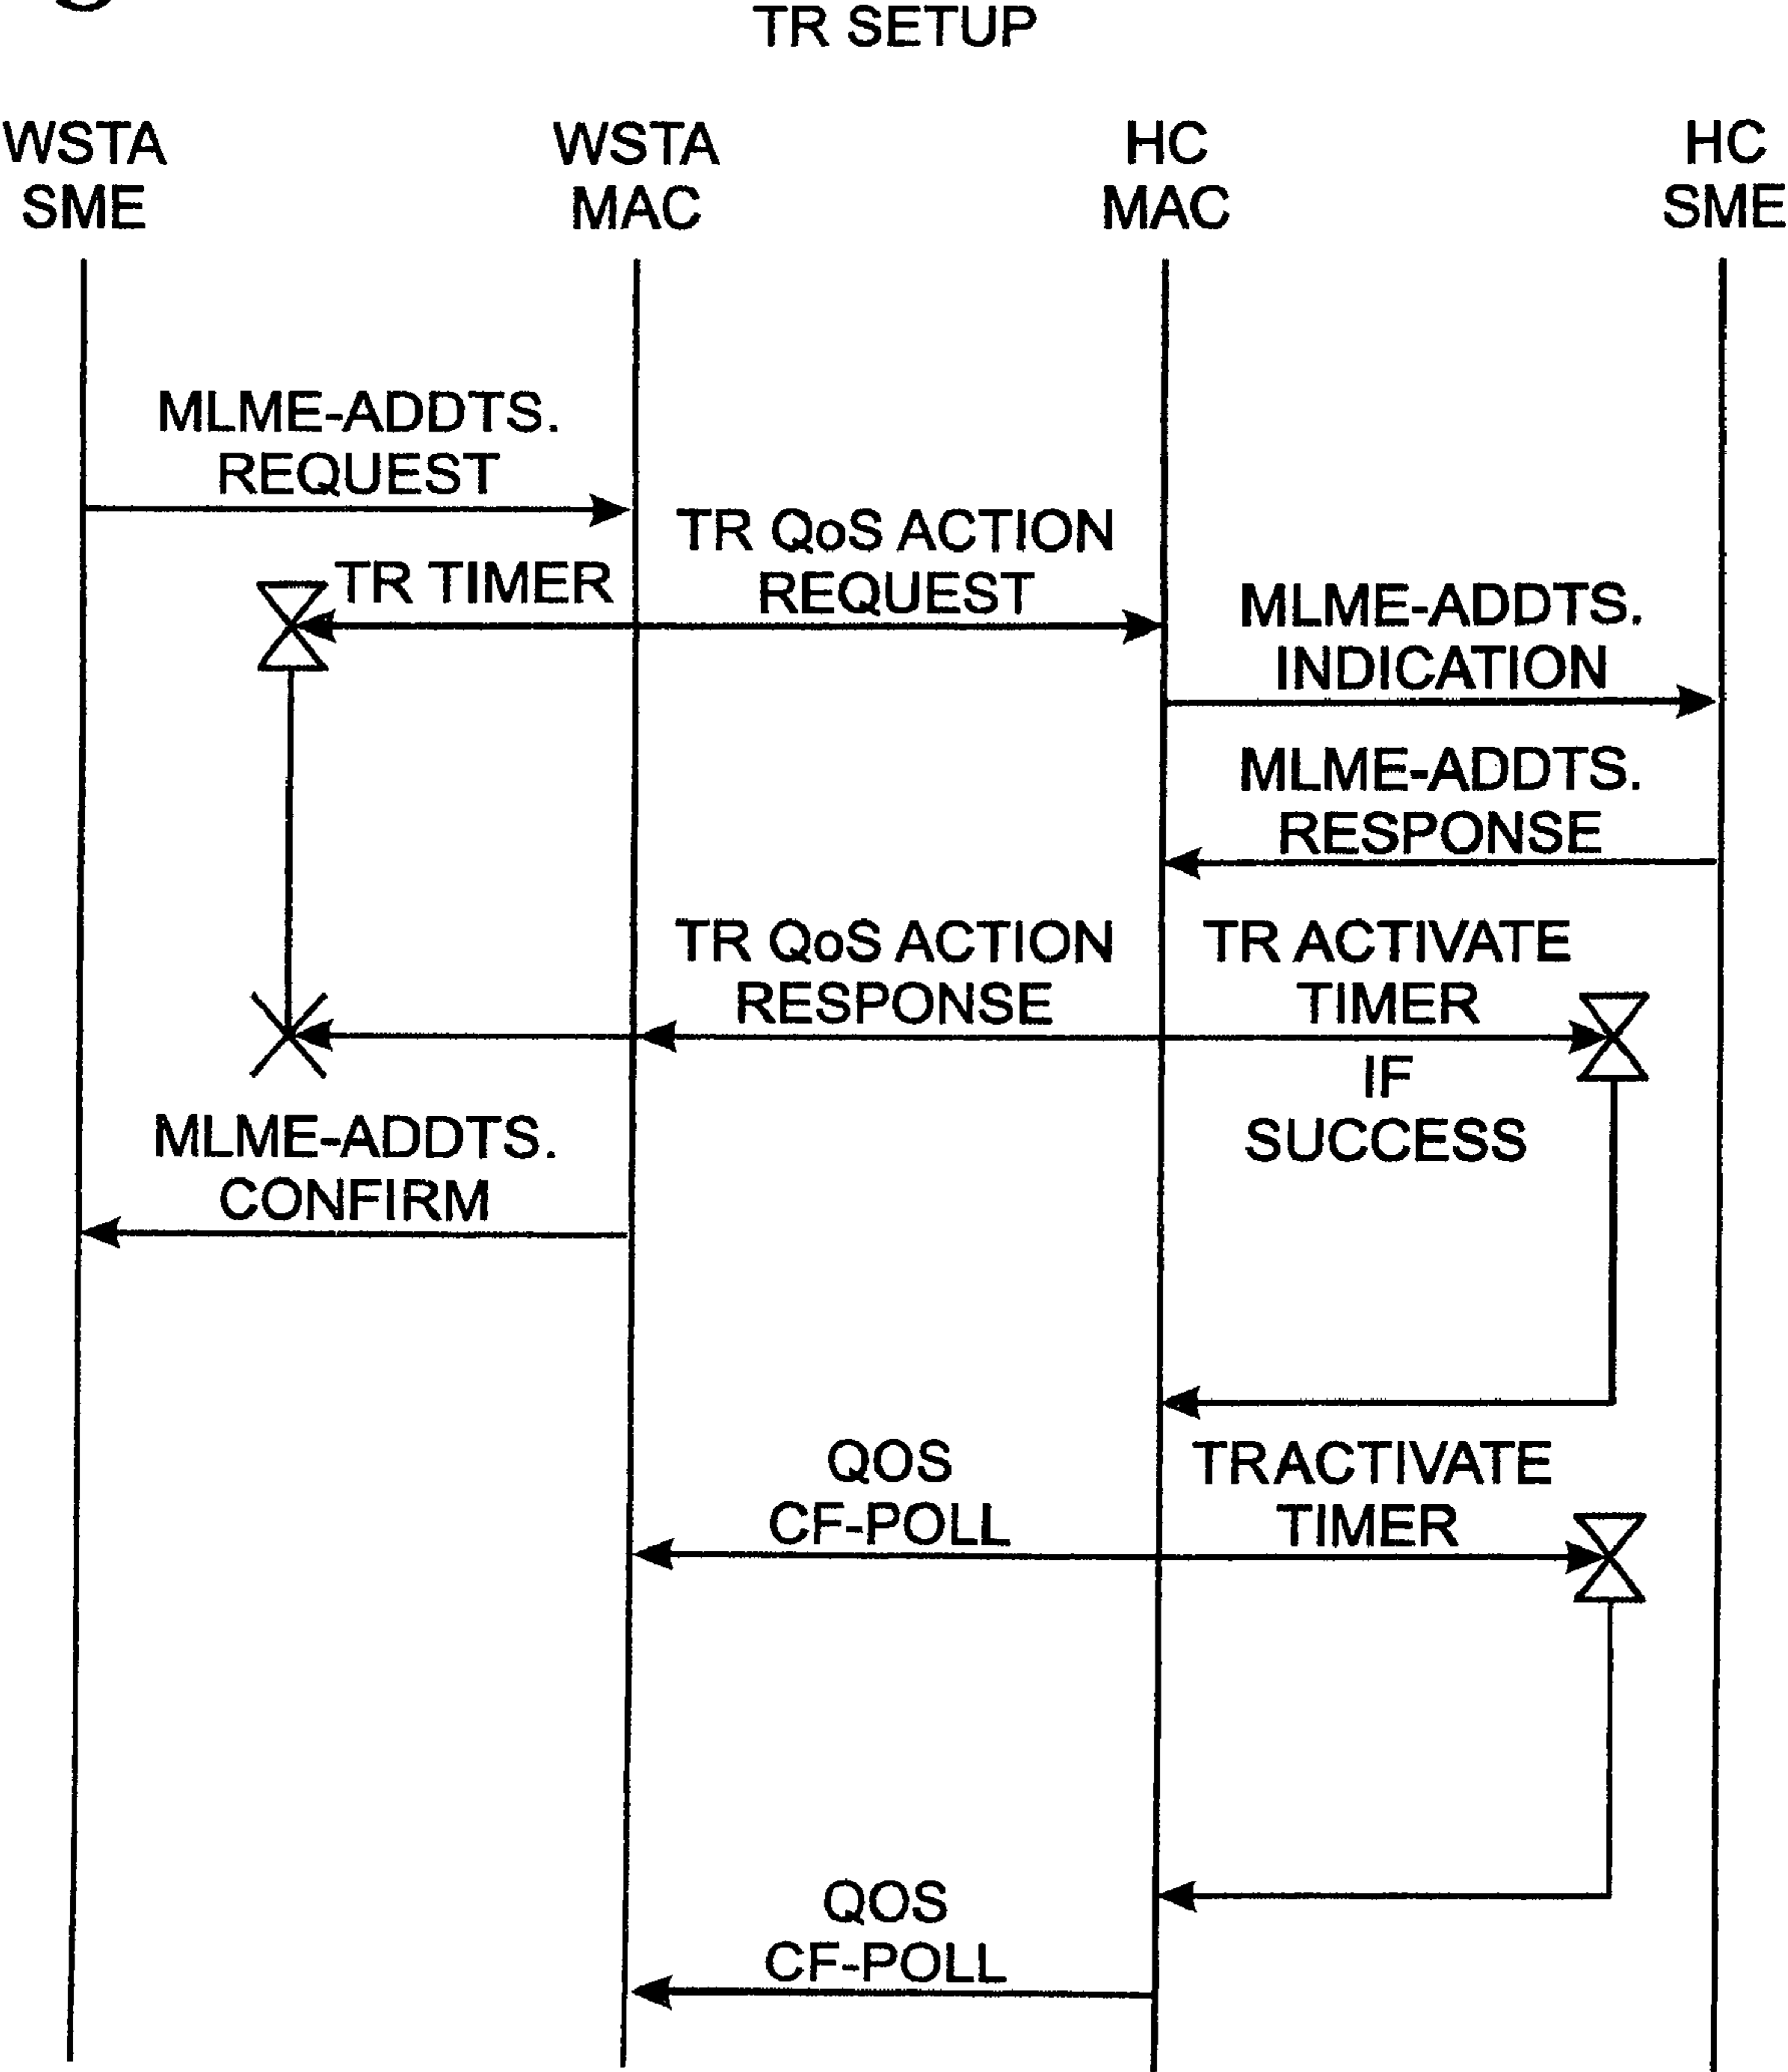 TR SETUP
WSTA
SME
WSTA
MAC
HC
MAC
HC
SME
MLME-ADDTS.
REQUEST
TR QoS ACTION
REQUEST
TR TIMER
MLME-ADDTS.
INDICATION
MLME-ADDTS.
RESPONSE
TR QoS ACTION
RESPONSE
TR ACTIVATE
TIMER
IF
SUCCESS
MLME-ADDTS.
CONFIRM
QOS
CF-POLL
TRACTIVATE
TIMER
QOS
CF-POLL